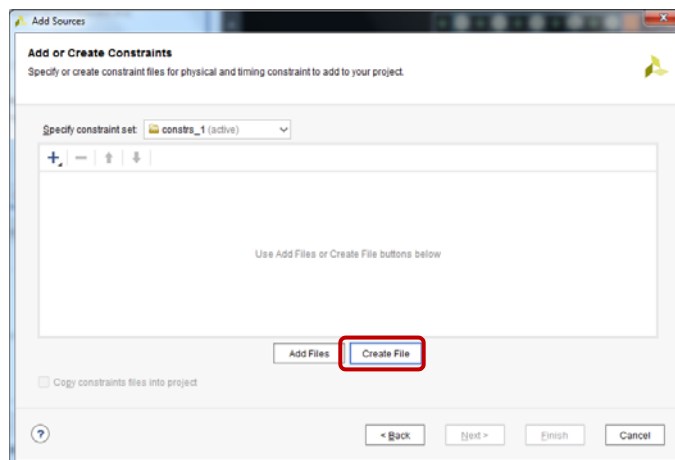 Add Sources
Add or Create Constraints
Specify or create constraint files for physical and timing constraint to add to your project.
Specify constraint set: constrs_1 (active)
Use Add Files or Create File buttons below
Add Files Create File
Copy constraints files into project
? < Back Next > Finish Cancel